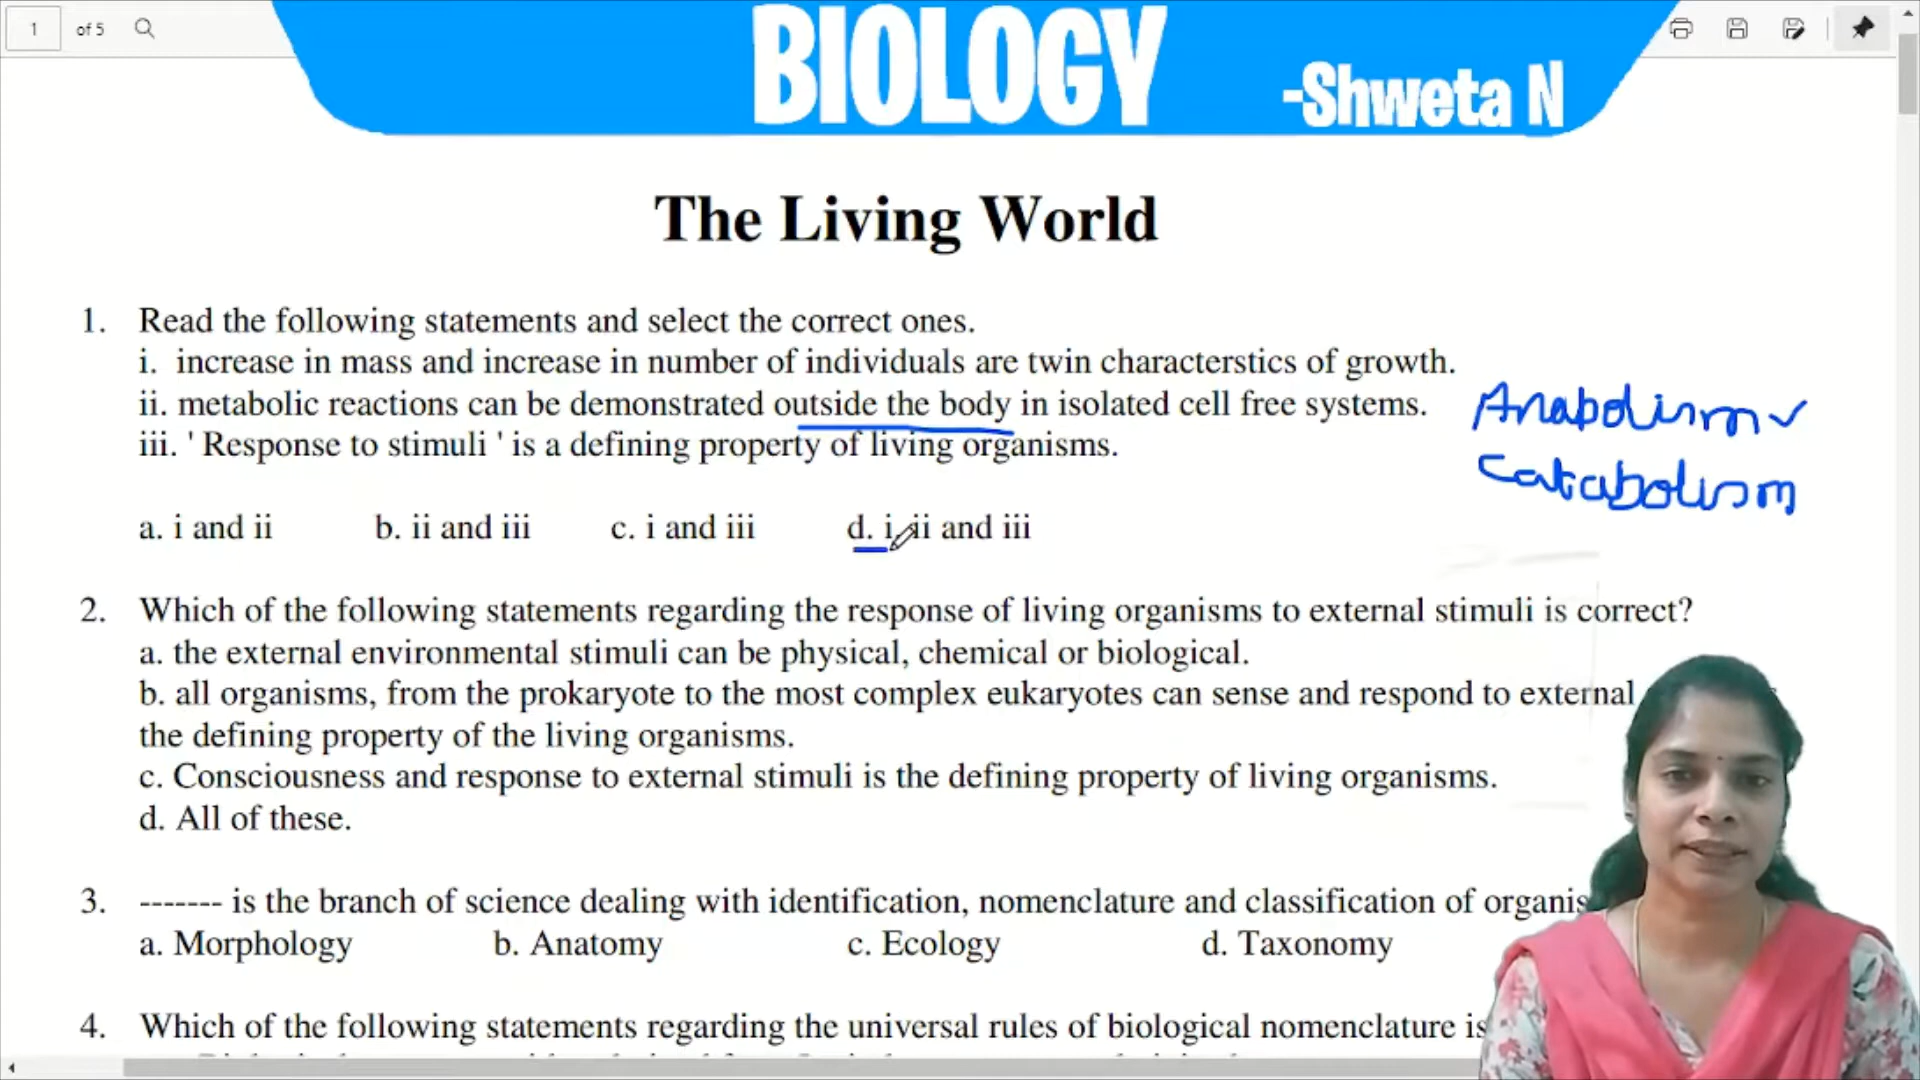 1 of 5
BIOLOGY
-Shweta N
The Living World
1. Read the following statements and select the correct ones.
i. increase in mass and increase in number of individuals are twin characterstics of growth.
ii. metabolic reactions can be demonstrated outside the body in isolated cell free systems.
iii. ' Response to stimuli ' is a defining property of living organisms.
Anabolism
Catabolism
a. i and ii b. ii and iii c. i and iii d. i, ii and iii
2. Which of the following statements regarding the response of living organisms to external stimuli is correct?
a. the external environmental stimuli can be physical, chemical or biological.
b. all organisms, from the prokaryote to the most complex eukaryotes can sense and respond to external
the defining property of the living organisms.
c. Consciousness and response to external stimuli is the defining property of living organisms.
d. All of these.
3. ------- is the branch of science dealing with identification, nomenclature and classification of organis
a. Morphology b. Anatomy c. Ecology d. Taxonomy
4. Which of the following statements regarding the universal rules of biological nomenclature is